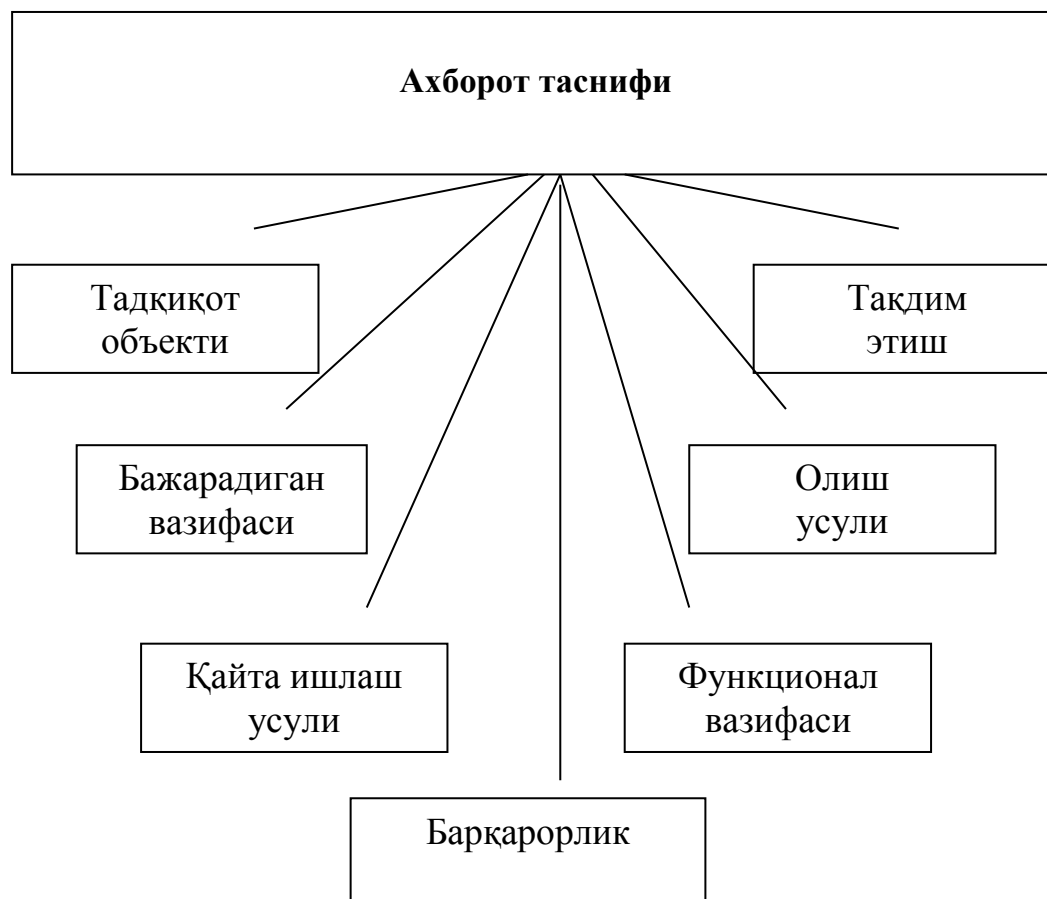 Ахборот таснифи
Тадқиқот
объекти
Тақдим
этиш
Бажарадиган
вазифаси
Олиш
усули
Қайта ишлаш
усули
Функционал
вазифаси
Барқарорлик